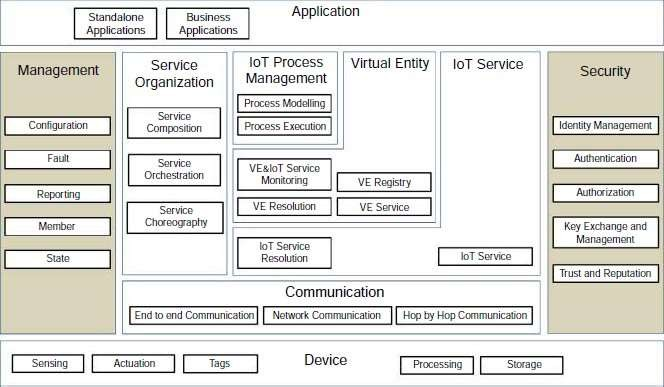 Application
Standalone
Applications
Business
Applications
Management
Configuration
Fault
Reporting
Member
State
Service
Organization
Service
Composition
Service
Orchestration
Service
Choreography
IoT Process
Management
Process Modelling
Process Execution
Virtual Entity
VE&IoT Service
Monitoring
VE Resolution
VE Registry
VE Service
IoT Service
IoT Service
Resolution
IoT Service
Communication
End to end Communication
Network Communication
Hop by Hop Communication
Security
Identity Management
Authentication
Authorization
Key Exchange and
Management
Trust and Reputation
Device
Sensing
Actuation
Tags
Processing
Storage